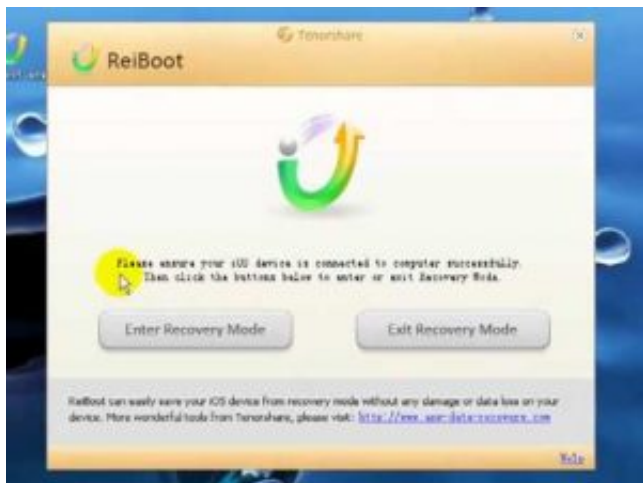 Tenorshare
ReiBoot
Please ensure your iOS device is connected to computer successfully.
Then click the buttons below to enter or exit Recovery Mode.
Enter Recovery Mode
Exit Recovery Mode
ReiBoot can easily save your iOS device from recovery mode without any damage or data loss on your
device. More wonderful tools from Tenorshare, please visit:
Help